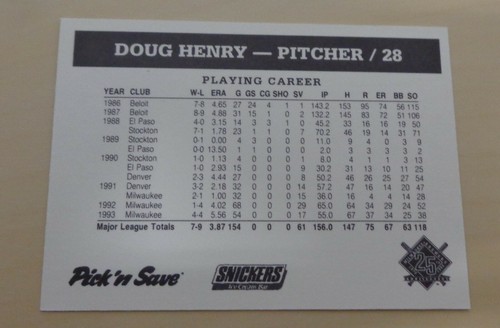 DOUG HENRY — PITCHER / 28
PLAYING CAREER
YEAR CLUB W-L ERA G GS CG SHO SV IP H R ER BB SO
1986 Beloit 7-8 4.65 27 24 4 1 1 143.2 153 95 74 56 115
1987 Beloit 8-9 4.88 31 15 1 0 2 132.2 145 83 72 51 106
1988 El Paso 4-0 3.15 14 3 3 1 0 45.2 33 16 16 19 50
Stockton 7-1 1.78 23 1 1 0 7 70.2 46 19 14 31 71
1989 Stockton 0-1 0.00 4 3 0 0 0 11.0 9 4 0 3 9
El Paso 0-0 13.50 1 1 0 0 0 2.0 3 3 3 3 2
1990 Stockton 1-0 1.13 4 0 0 0 1 8.0 4 1 1 3 13
El Paso 1-0 2.93 15 0 0 0 9 30.2 31 13 10 11 25
Denver 2-3 4.44 27 0 0 0 8 50.2 46 26 25 27 54
1991 Denver 3-2 2.18 32 0 0 0 14 57.2 47 16 14 20 47
Milwaukee 2-1 1.00 32 0 0 0 15 36.0 16 4 4 14 28
1992 Milwaukee 1-4 4.02 68 0 0 0 29 65.0 64 34 29 24 52
1993 Milwaukee 4-4 5.56 54 0 0 0 17 55.0 67 37 34 25 38
Major League Totals 7-9 3.87 154 0 0 0 61 156.0 147 75 67 63 118
Pick 'n Save
SNICKERS
Ice Cream Bar
25